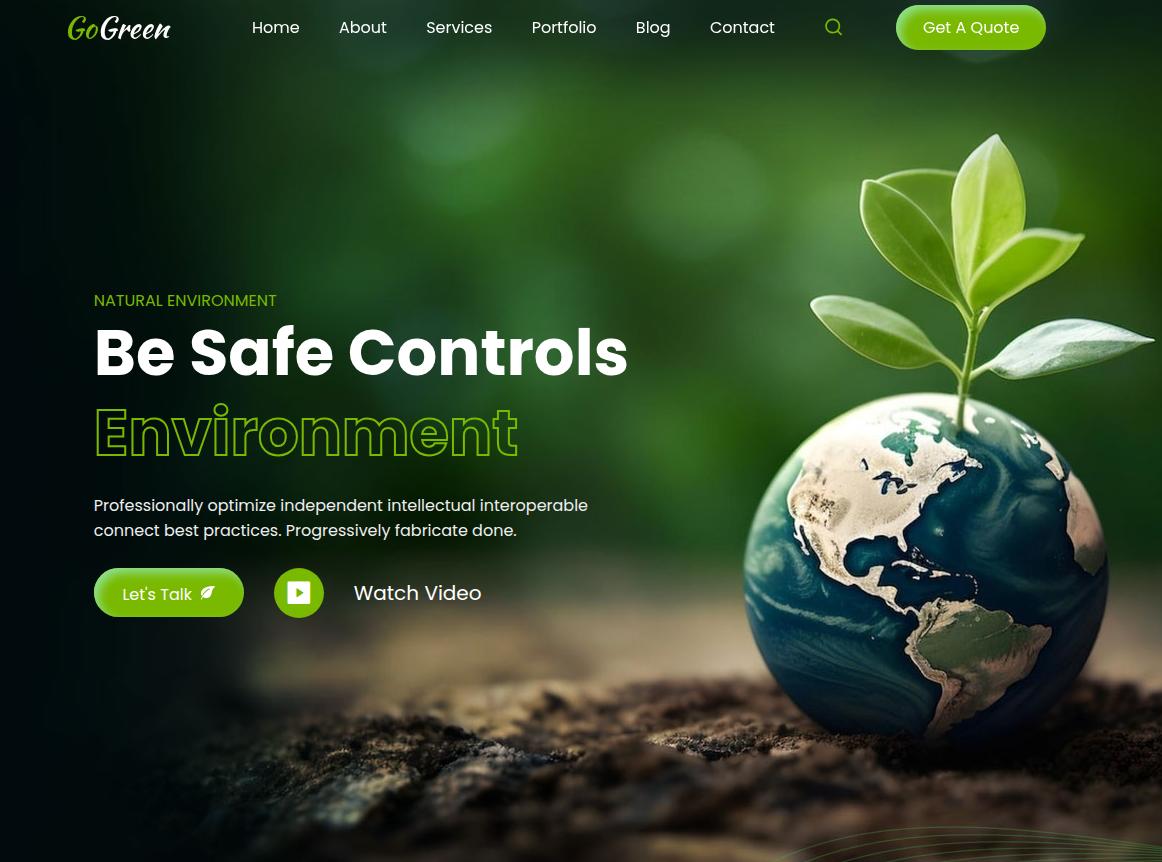 GoGreen
Home
About
Services
Portfolio
Blog
Contact
Get A Quote
NATURAL ENVIRONMENT
Be Safe Controls
Environment
Professionally optimize independent intellectual interoperable
connect best practices. Progressively fabricate done.
Let's Talk
Watch Video